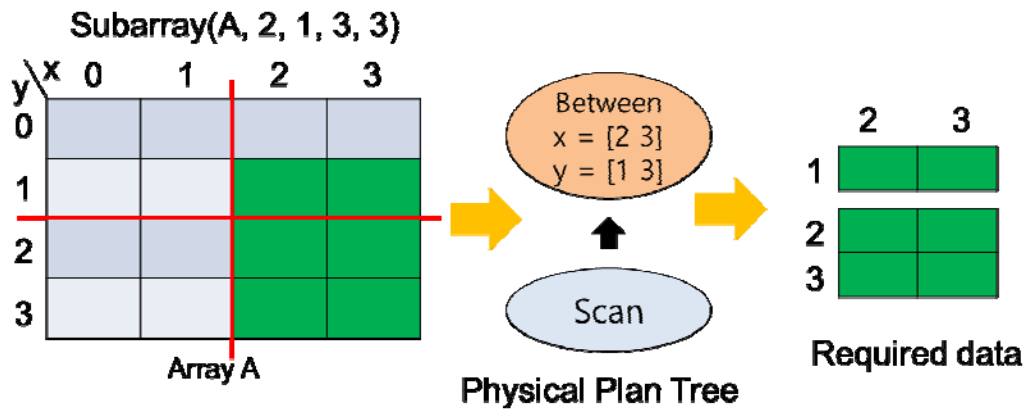 Subarray(A, 2, 1, 3, 3)
y\x 0 1 2 3
0
1
2
3
Array A
Between
x = [2 3]
y = [1 3]
Scan
Physical Plan Tree
2 3
1
2
3
Required data